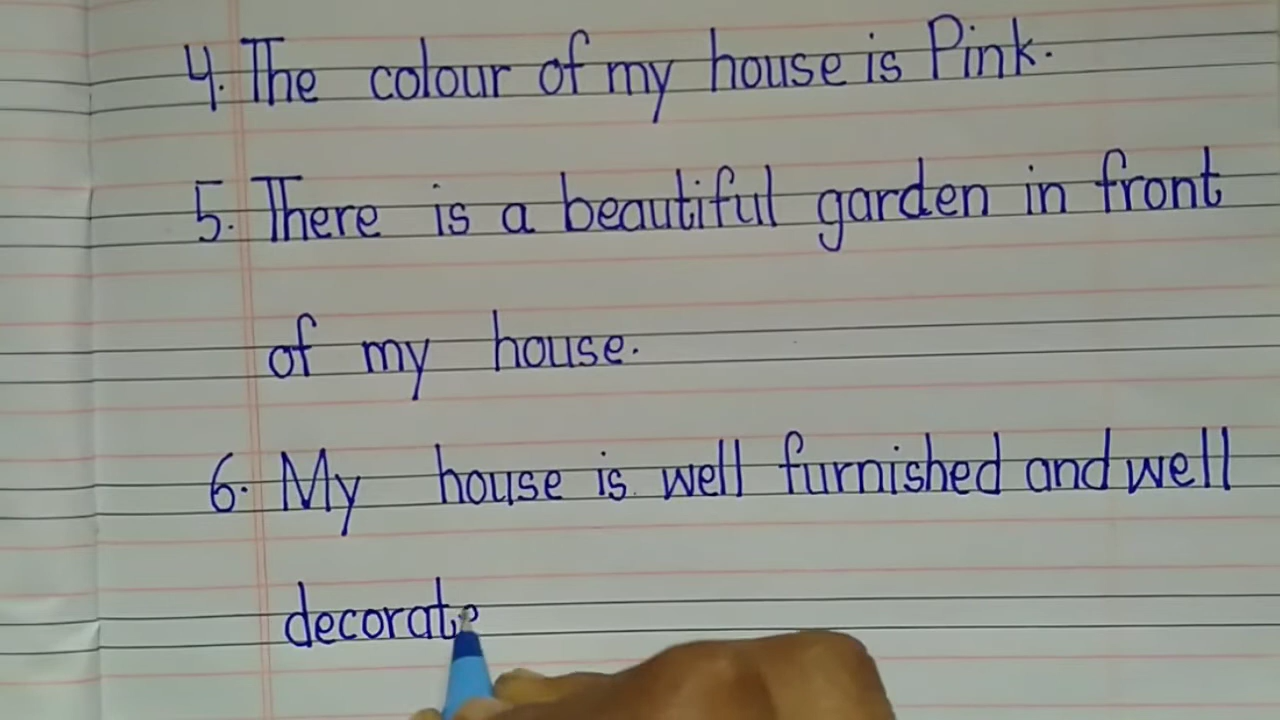 4. The colour of my house is Pink.
5. There is a beautiful garden in front
of my house.
6. My house is well furnished and well
decorate